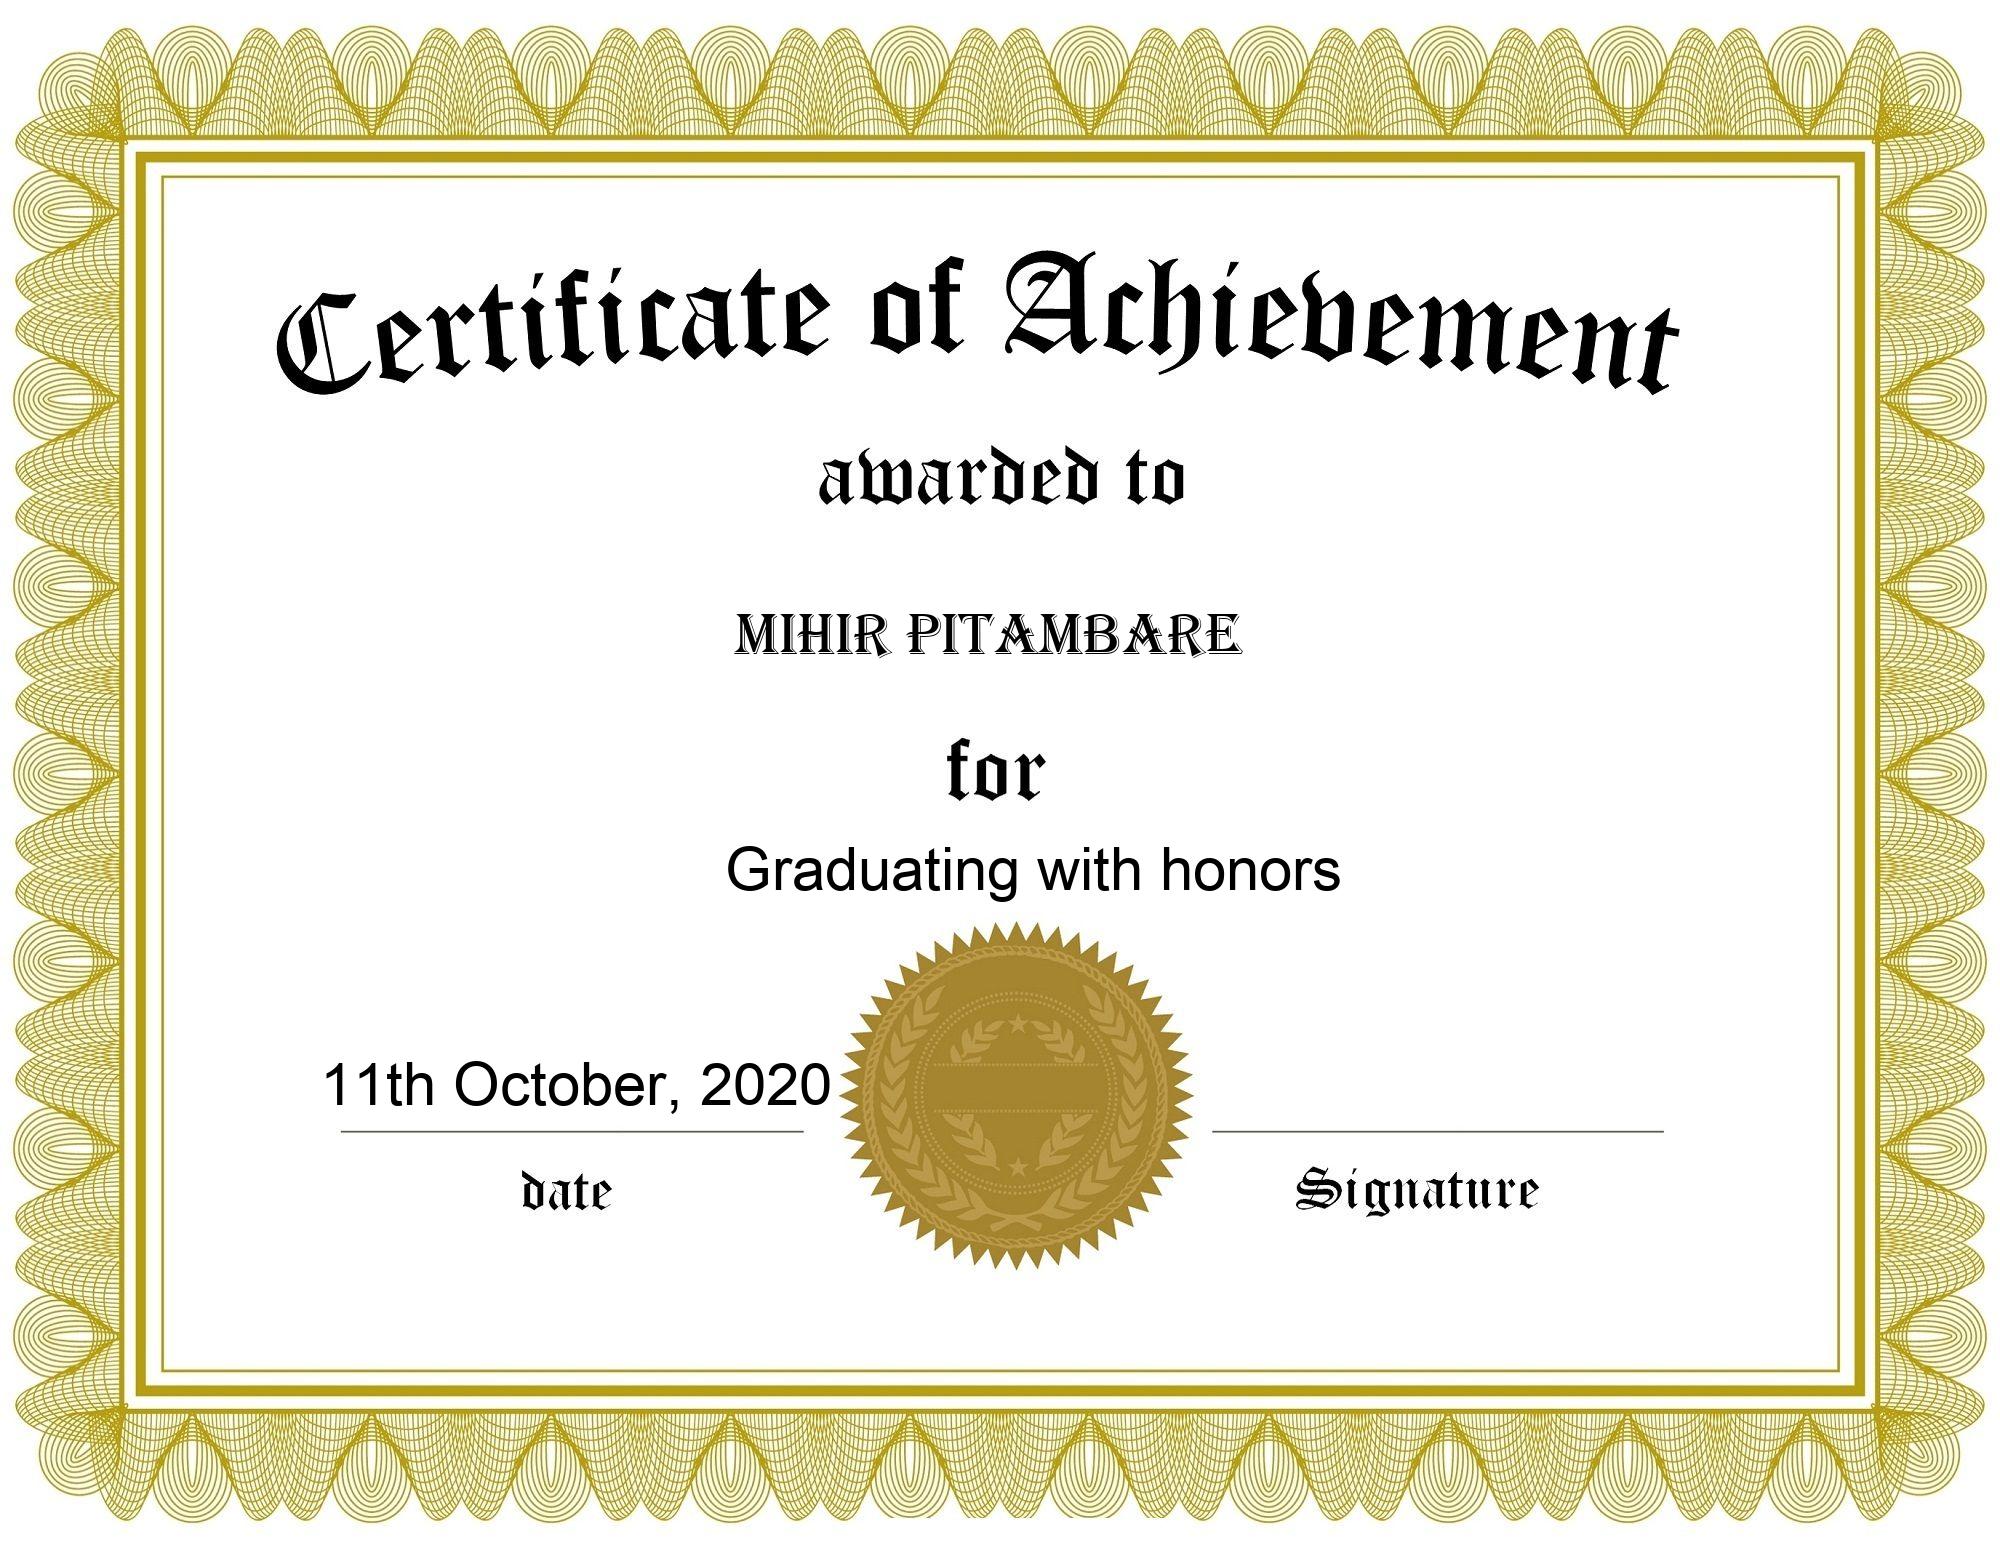 Certificate of Achievement
awarded to
MIHIR PITAMBARE
for
Graduating with honors
11th October, 2020
date
Signature